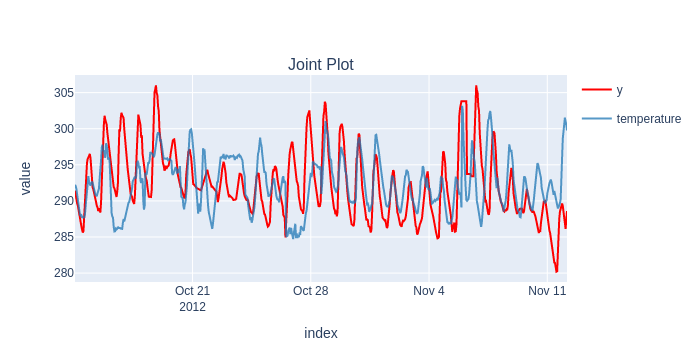 Joint Plot
305
300
295
290
285
280
value
Oct 21
2012
Oct 28
Nov 4
Nov 11
index
y
temperature